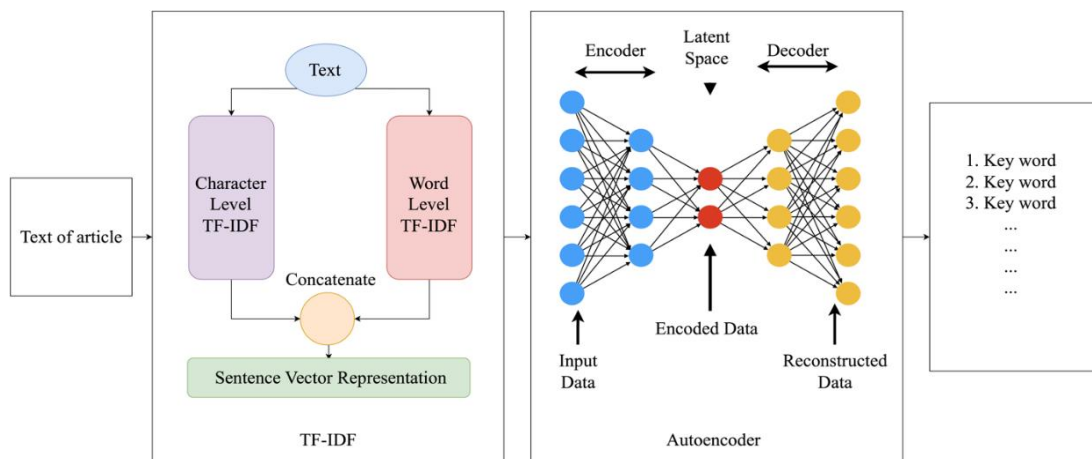 Text of article
Text
Character
Level
TF-IDF
Word
Level
TF-IDF
Concatenate
Sentence Vector Representation
TF-IDF
Encoder
Latent
Space
Decoder
Encoded Data
Input
Data
Reconstructed
Data
Autoencoder
1. Key word
2. Key word
3. Key word
...
...
...
...